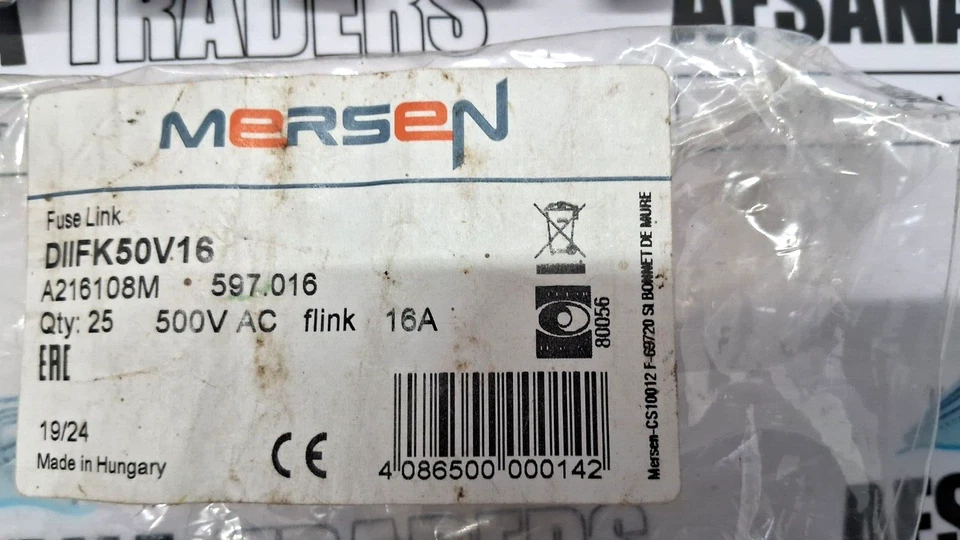 TRADERS
AFSANA
MERSEN
Fuse Link
DIIFK50V16
A216108M 597.016
Qty: 25 500V AC flink 16A
EAC
19/24
Made in Hungary
CE
4 086500 000142
80056
Mersen-CS10012 F-69720 St BONNET DE MURE
TRADERS